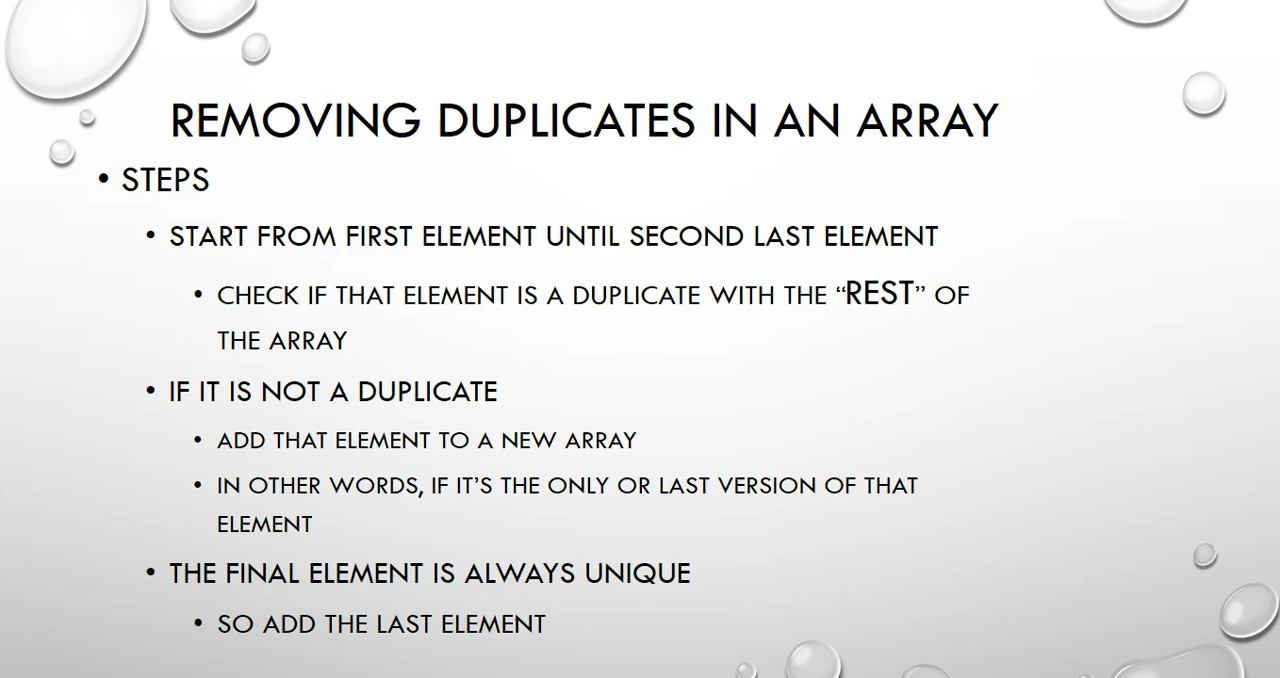 REMOVING DUPLICATES IN AN ARRAY
• STEPS
• START FROM FIRST ELEMENT UNTIL SECOND LAST ELEMENT
• CHECK IF THAT ELEMENT IS A DUPLICATE WITH THE “REST” OF
THE ARRAY
• IF IT IS NOT A DUPLICATE
• ADD THAT ELEMENT TO A NEW ARRAY
• IN OTHER WORDS, IF IT’S THE ONLY OR LAST VERSION OF THAT
ELEMENT
• THE FINAL ELEMENT IS ALWAYS UNIQUE
• SO ADD THE LAST ELEMENT